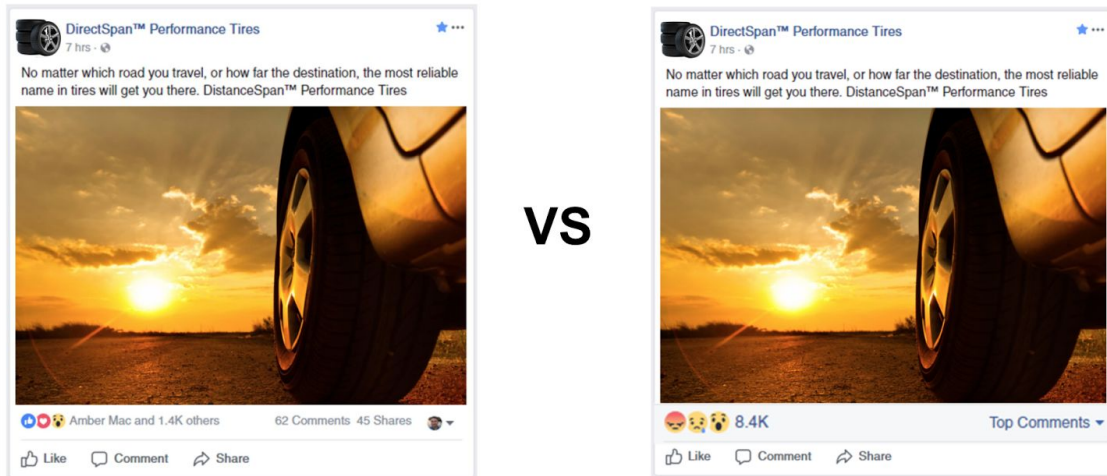 DirectSpan™ Performance Tires
7 hrs ·
No matter which road you travel, or how far the destination, the most reliable
name in tires will get you there. DistanceSpan™ Performance Tires
Amber Mac and 1.4K others 62 Comments 45 Shares
Like Comment Share
VS
DirectSpan™ Performance Tires
7 hrs ·
No matter which road you travel, or how far the destination, the most reliable
name in tires will get you there. DistanceSpan™ Performance Tires
8.4K Top Comments
Like Comment Share